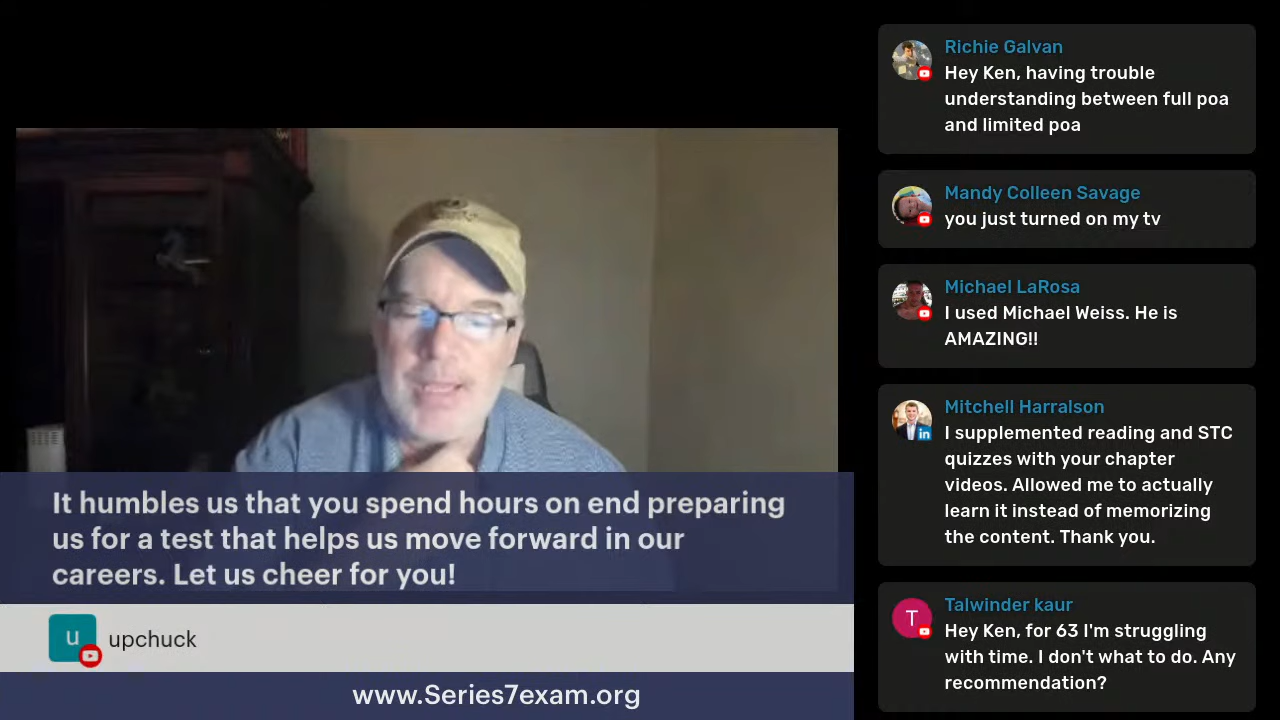 It humbles us that you spend hours on end preparing
us for a test that helps us move forward in our
careers. Let us cheer for you!
u
upchuck
www.Series7exam.org
Richie Galvan
Hey Ken, having trouble
understanding between full poa
and limited poa
Mandy Colleen Savage
you just turned on my tv
Michael LaRosa
I used Michael Weiss. He is
AMAZING!!
Mitchell Harralson
in
I supplemented reading and STC
quizzes with your chapter
videos. Allowed me to actually
learn it instead of memorizing
the content. Thank you.
T
Talwinder kaur
Hey Ken, for 63 I'm struggling
with time. I don't what to do. Any
recommendation?